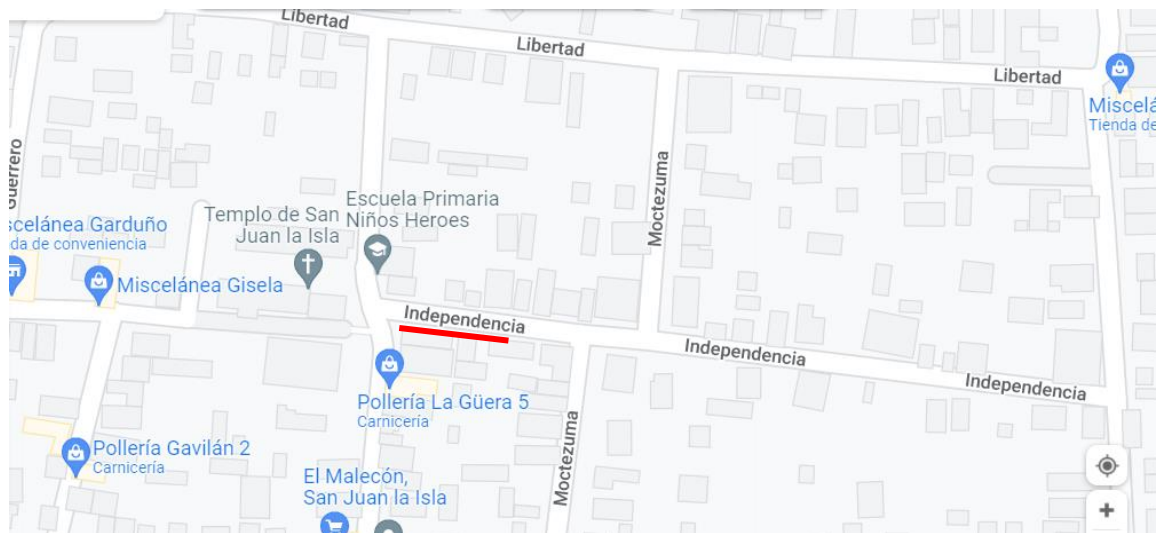 Libertad
Libertad
Libertad
Miscelá
Tienda de
Guerrero
Moctezuma
Escuela Primaria
Niños Heroes
Templo de San
Juan la Isla
scelánea Garduño
da de conveniencia
Miscelánea Gisela
Independencia
Independencia
Independencia
Pollería La Güera 5
Carnicería
Moctezuma
Pollería Gavilán 2
Carnicería
El Malecón,
San Juan la Isla
+